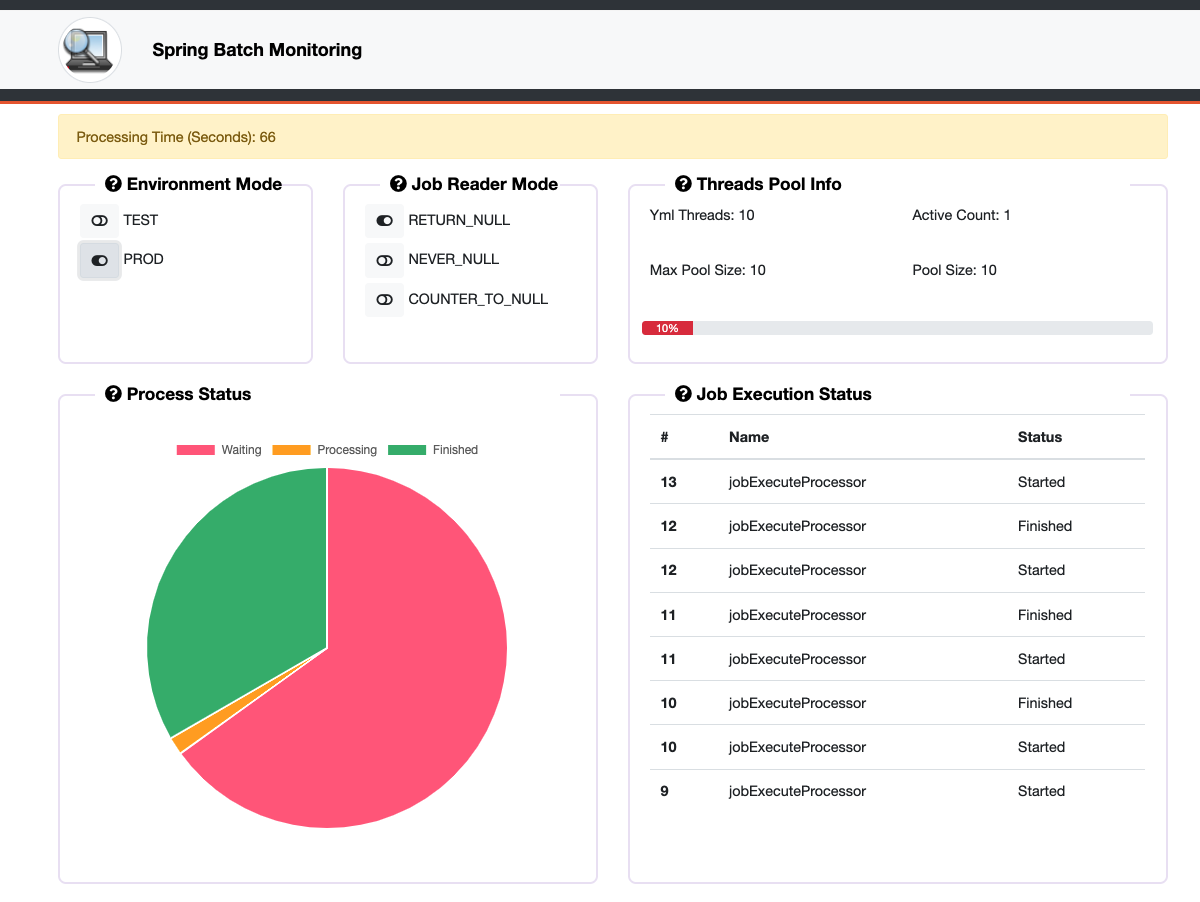 Spring Batch Monitoring
Processing Time (Seconds): 66
Environment Mode
TEST
PROD
Job Reader Mode
RETURN_NULL
NEVER_NULL
COUNTER_TO_NULL
Threads Pool Info
Yml Threads: 10 Active Count: 1
Max Pool Size: 10 Pool Size: 10
10%
Process Status
Waiting Processing Finished
Job Execution Status
# Name Status
13 jobExecuteProcessor Started
12 jobExecuteProcessor Finished
12 jobExecuteProcessor Started
11 jobExecuteProcessor Finished
11 jobExecuteProcessor Started
10 jobExecuteProcessor Finished
10 jobExecuteProcessor Started
9 jobExecuteProcessor Started